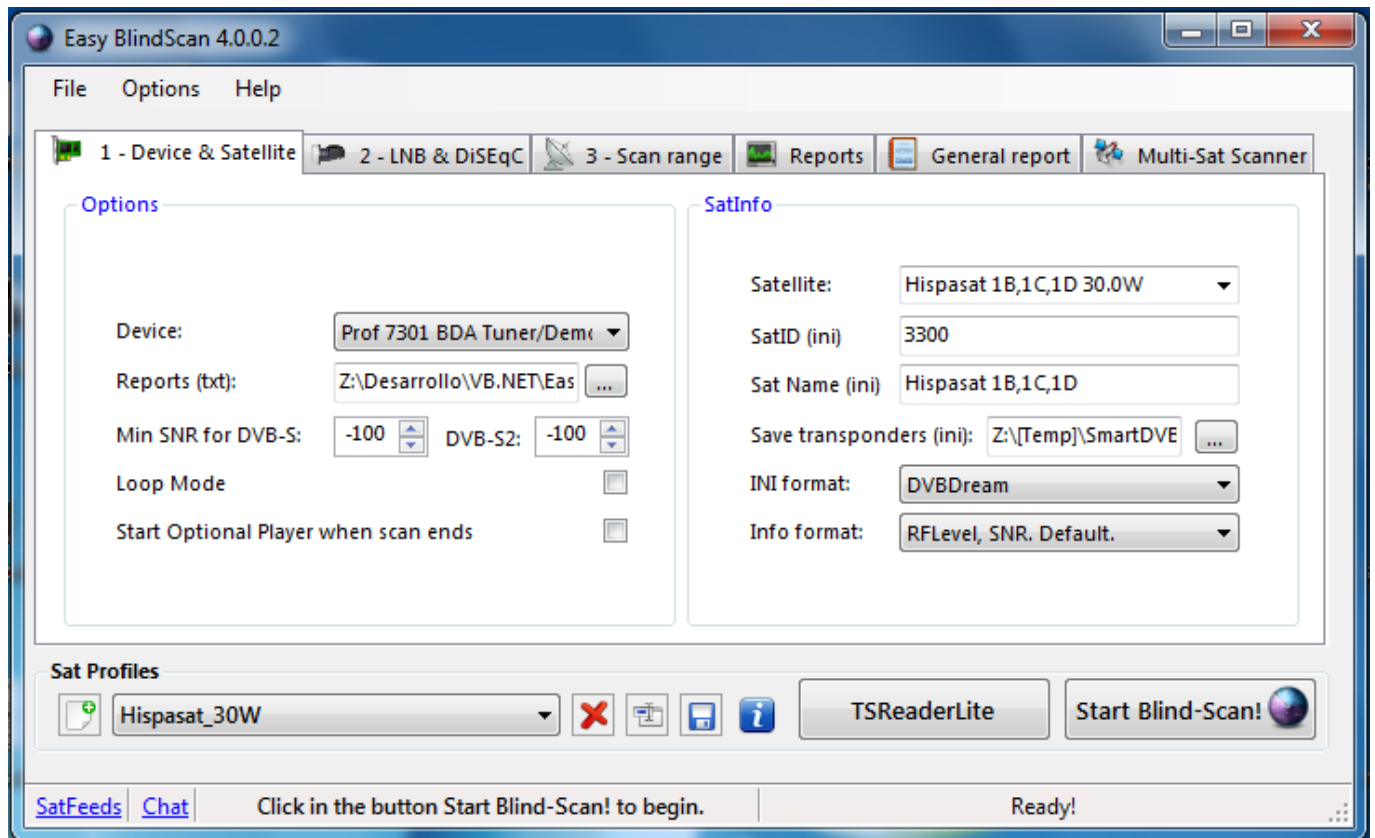 Easy BlindScan 4.0.0.2
File Options Help
1 - Device & Satellite 2 - LNB & DiSEqC 3 - Scan range Reports General report Multi-Sat Scanner
Options
Device: Prof 7301 BDA Tuner/Demo
Reports (txt): Z:\Desarrollo\VB.NET\Eas ...
Min SNR for DVB-S: -100 DVB-S2: -100
Loop Mode
Start Optional Player when scan ends
SatInfo
Satellite: Hispasat 1B,1C,1D 30.0W
SatID (ini) 3300
Sat Name (ini) Hispasat 1B,1C,1D
Save transponders (ini): Z:\[Temp]\SmartDVB ...
INI format: DVBDream
Info format: RFLevel, SNR. Default.
Sat Profiles
Hispasat_30W TSReaderLite Start Blind-Scan!
SatFeeds Chat Click in the button Start Blind-Scan! to begin. Ready!